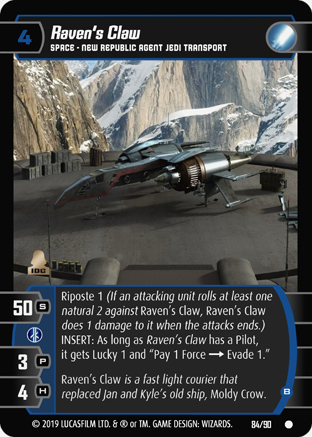 4
Raven's Claw
SPACE - NEW REPUBLIC AGENT JEDI TRANSPORT
IDC
50 S
3 P
4 H
Riposte 1 (If an attacking unit rolls at least one
natural 2 against Raven's Claw, Raven's Claw
does 1 damage to it when the attack ends.)
INSERT: As long as Raven's Claw has a Pilot,
it gets Lucky 1 and “Pay 1 Force → Evade 1.”
Raven's Claw is a fast light courier that
replaced Jan and Kyle's old ship, Moldy Crow.
B
© 2019 LUCASFILM LTD. & ® or TM. GAME DESIGN: WIZARDS. 84/90